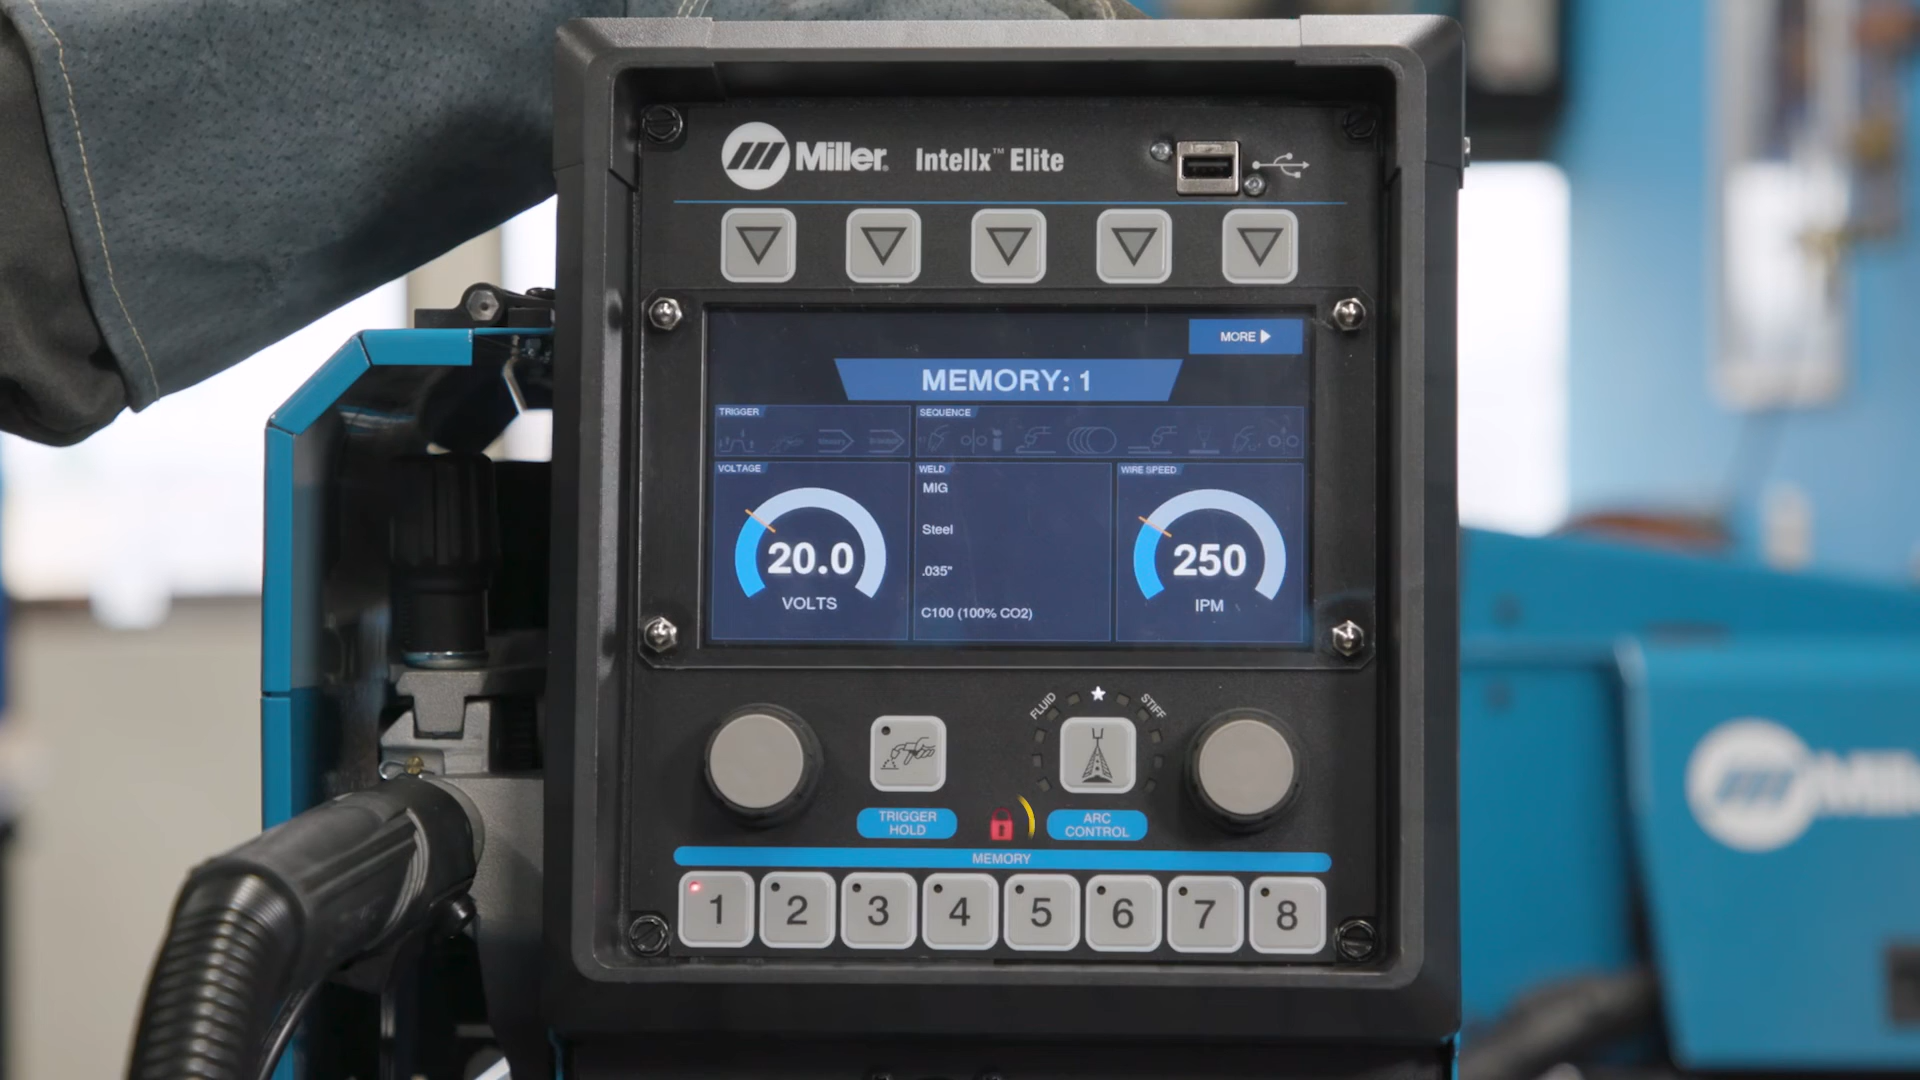 Miller® Intellx™ Elite
MORE
MEMORY: 1
TRIGGER
SEQUENCE
VOLTAGE
20.0
VOLTS
WELD
MIG
Steel
.035"
C100 (100% CO2)
WIRE SPEED
250
IPM
FLUID
STIFF
TRIGGER
HOLD
ARC
CONTROL
MEMORY
1 2 3 4 5 6 7 8